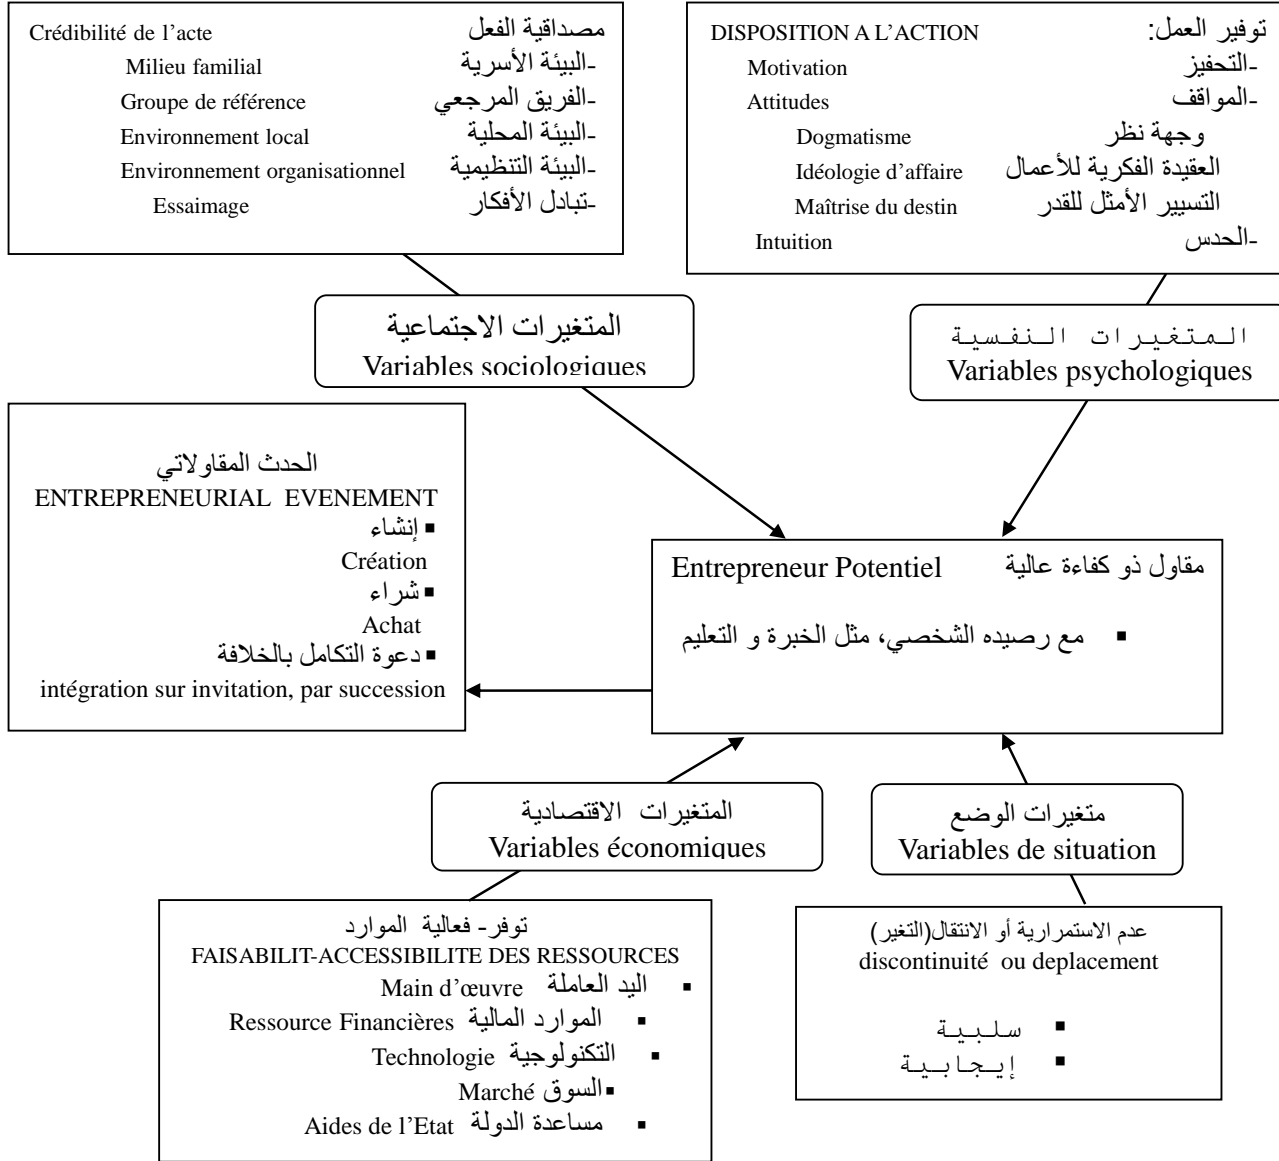 Crédibilité de l'acte مصداقية الفعل
Milieu familial -البيئة الأسرية
Groupe de référence -الفريق المرجعي
Environnement local -البيئة المحلية
Environnement organisationnel -البيئة التنظيمية
Essaimage -تبادل الأفكار
DISPOSITION A L'ACTION توفير العمل:
Motivation -التحفيز
Attitudes -المواقف
Dogmatisme وجهة نظر
Idéologie d'affaire العقيدة الفكرية للأعمال
Maîtrise du destin التسيير الأمثل للقدر
Intuition -الحدس
المتغيرات الاجتماعية
Variables sociologiques
المتغيرات النفسية
Variables psychologiques
الحدث المقاولاتي
ENTREPRENEURIAL EVENEMENT
▪ إنشاء
Création
▪ شراء
Achat
▪ دعوة التكامل بالخلافة
intégration sur invitation, par succession
Entrepreneur Potentiel مقاول ذو كفاءة عالية
▪ مع رصيده الشخصي، مثل الخبرة و التعليم
المتغيرات الاقتصادية
Variables économiques
متغيرات الوضع
Variables de situation
توفر- فعالية الموارد
FAISABILIT-ACCESSIBILITE DES RESSOURCES
▪ اليد العاملة Main d'œuvre
▪ الموارد المالية Ressource Financières
▪ التكنولوجية Technologie
▪ السوق Marché
▪ مساعدة الدولة Aides de l'Etat
عدم الاستمرارية أو الانتقال(التغير)
discontinuité ou deplacement
▪ سلبية
▪ إيجابية